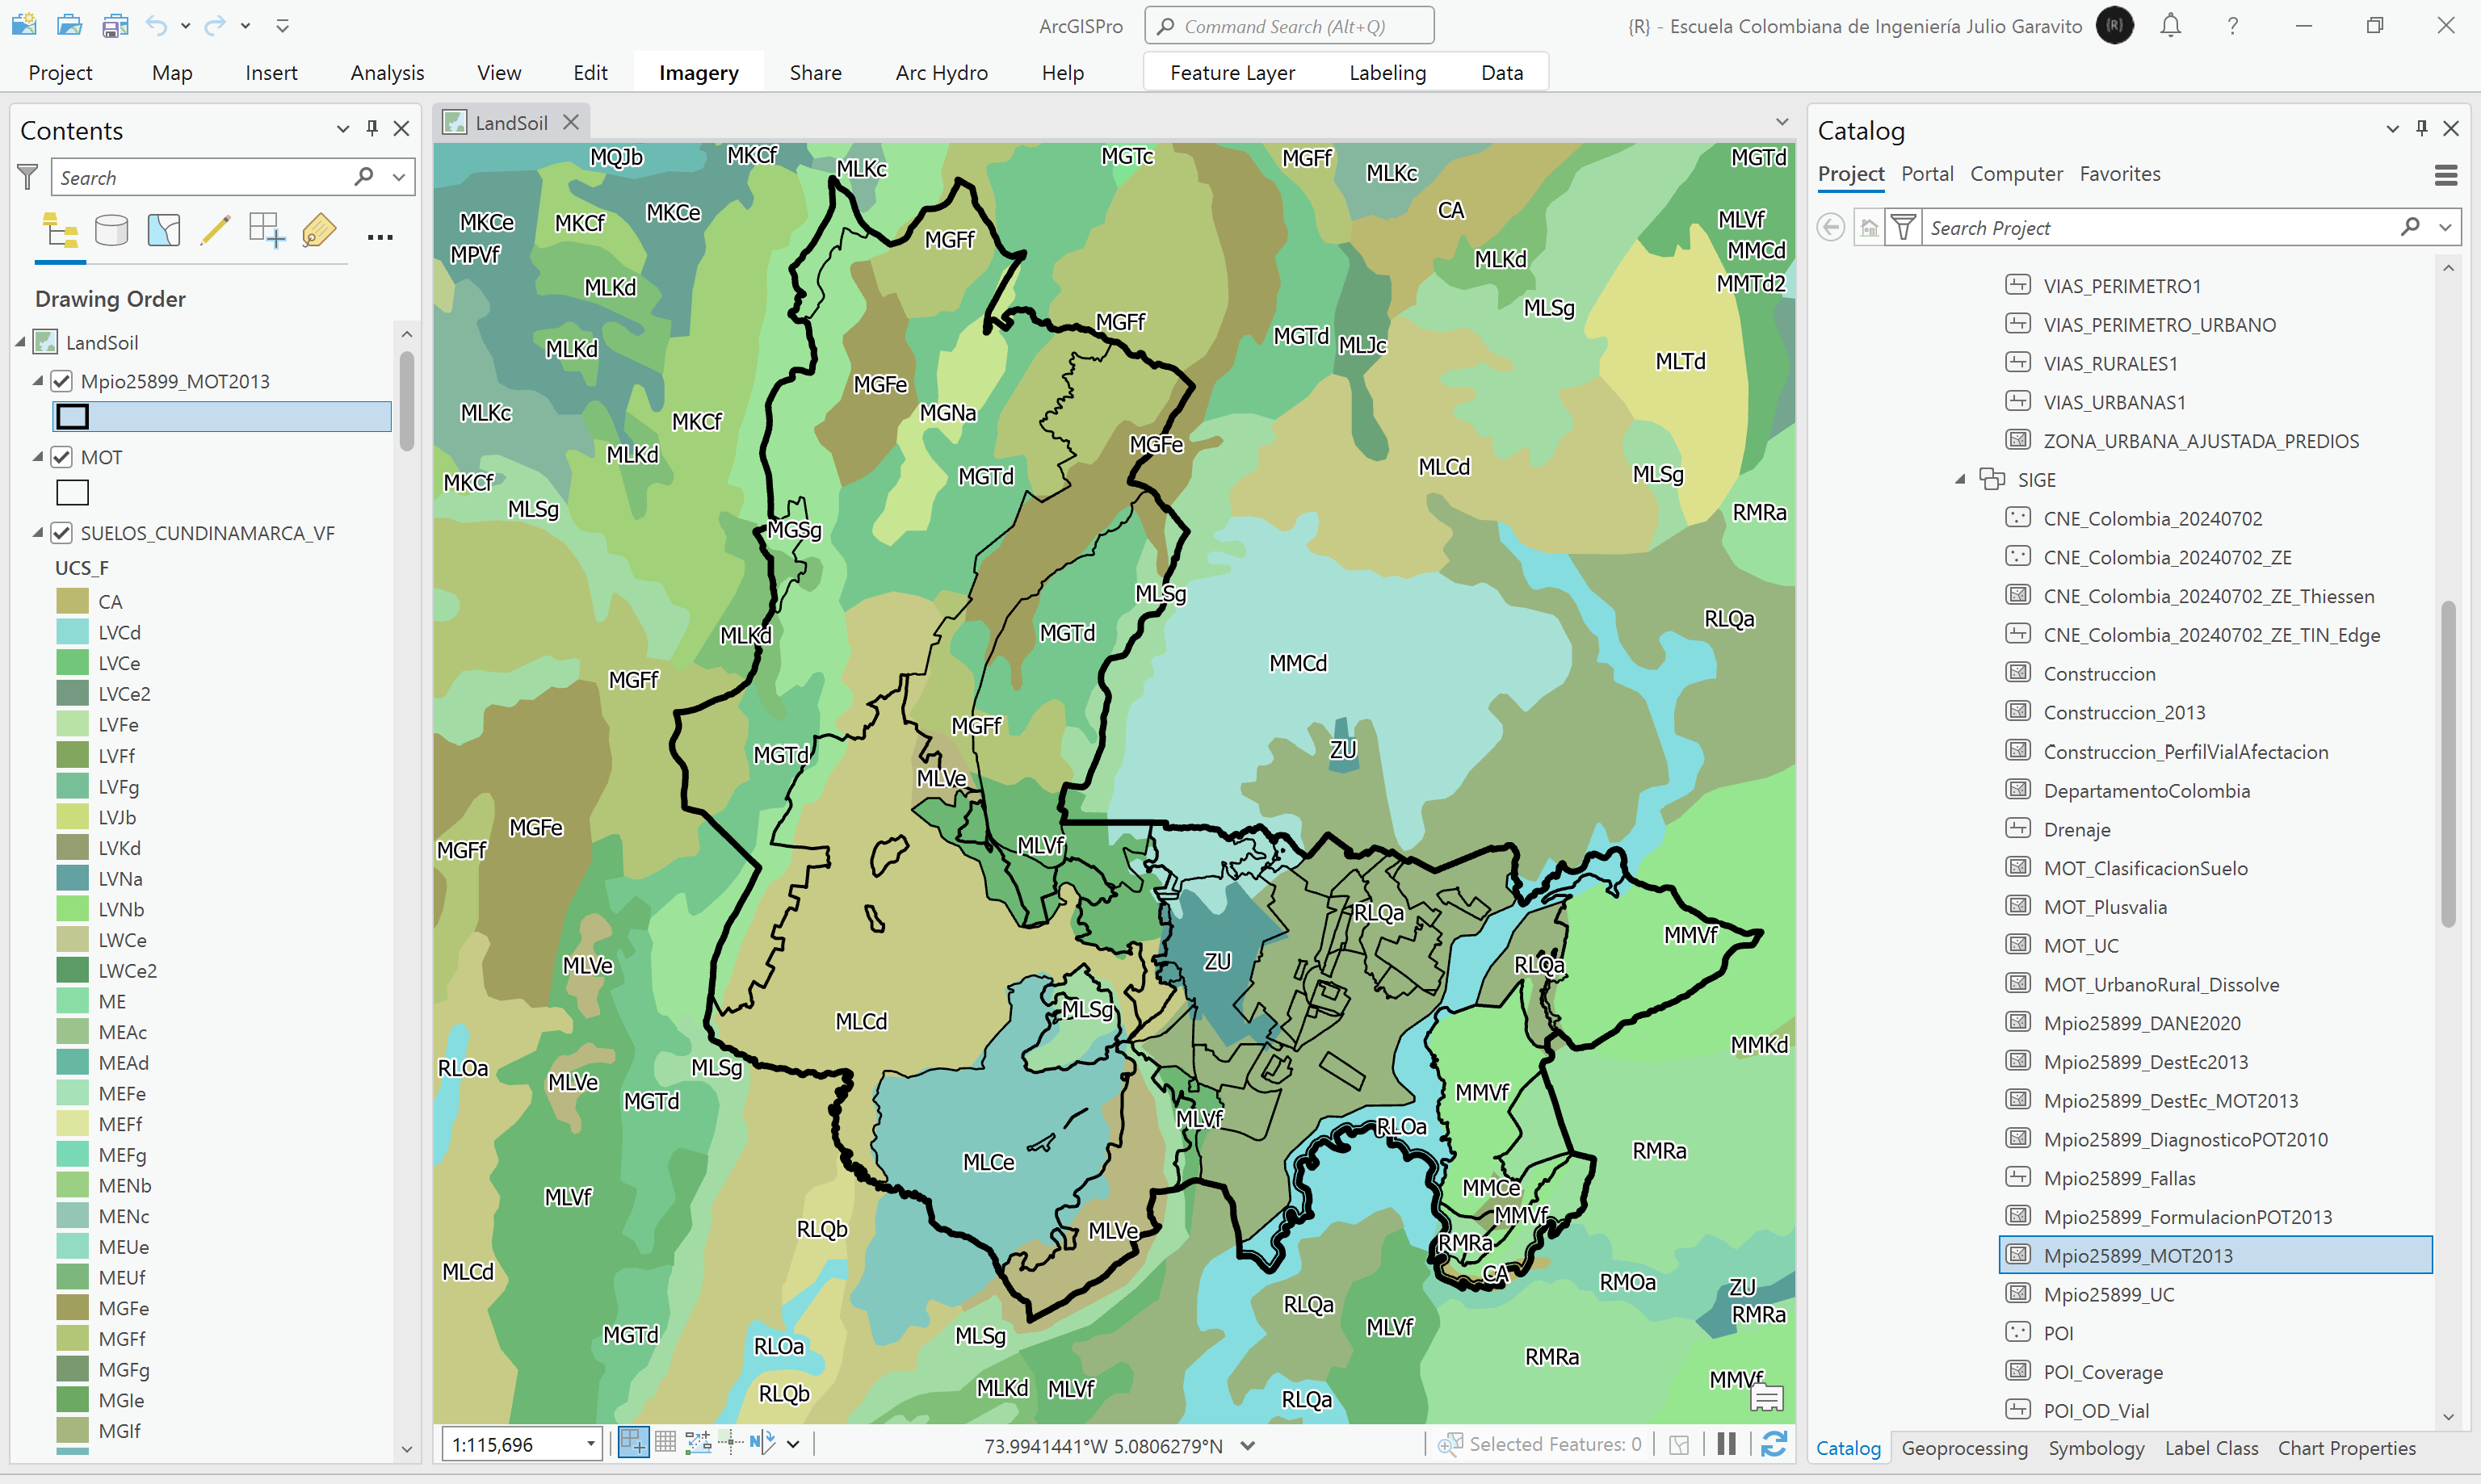 ArcGISPro
Command Search (Alt+Q)
{R} - Escuela Colombiana de Ingeniería Julio Garavito
{R}
?
Project
Map
Insert
Analysis
View
Edit
Imagery
Share
Arc Hydro
Help
Feature Layer
Labeling
Data
Contents
Search
Drawing Order
LandSoil
Mpio25899_MOT2013
MOT
SUELOS_CUNDINAMARCA_VF
UCS_F
CA
LVCd
LVCe
LVCe2
LVFe
LVFf
LVFg
LVJb
LVKd
LVNa
LVNb
LWCe
LWCe2
ME
MEAc
MEAd
MEFe
MEFf
MEFg
MENb
MENc
MEUe
MEUf
MGFe
MGFf
MGFg
MGIe
MGIf
LandSoil
MQJb
MKCf
MLKc
MGTc
MGFf
MLKc
MGTd
MKCe
MKCf
MKCe
CA
MLVf
MPVf
MGFf
MLKd
MMCd
MLKd
MMTd2
MLSg
MGFf
MGTd
MLJc
MLKd
MLTd
MGFe
MLKc
MKCf
MGNa
MGFe
MLKd
MLCd
MKCf
MGTd
MLSg
MLSg
MGSg
RMRa
MLSg
RLQa
MLKd
MGTd
MMCd
MGFf
MGFf
ZU
MGTd
MLVe
MGFe
MGFf
MLVf
RLQa
MMVf
MLVe
ZU
RLQa
MLSg
MLCd
MMKd
RLOa
MLSg
MLVe
MGTd
MMVf
MLVf
RLOa
MLCe
RMRa
MMCe
MLVf
MMVf
RLQb
MLVe
RMRa
MLCd
CA
RMOa
ZU
RLQa
RMRa
MGTd
MLSg
MLVf
RLOa
RMRa
MLKd
MLVf
MMVf
RLQb
RLQa
1:115,696
73.9941441°W 5.0806279°N
Selected Features: 0
Catalog
Project
Portal
Computer
Favorites
Search Project
VIAS_PERIMETRO1
VIAS_PERIMETRO_URBANO
VIAS_RURALES1
VIAS_URBANAS1
ZONA_URBANA_AJUSTADA_PREDIOS
SIGE
CNE_Colombia_20240702
CNE_Colombia_20240702_ZE
CNE_Colombia_20240702_ZE_Thiessen
CNE_Colombia_20240702_ZE_TIN_Edge
Construccion
Construccion_2013
Construccion_PerfilVialAfectacion
DepartamentoColombia
Drenaje
MOT_ClasificacionSuelo
MOT_Plusvalia
MOT_UC
MOT_UrbanoRural_Dissolve
Mpio25899_DANE2020
Mpio25899_DestEc2013
Mpio25899_DestEc_MOT2013
Mpio25899_DiagnosticoPOT2010
Mpio25899_Fallas
Mpio25899_FormulacionPOT2013
Mpio25899_MOT2013
Mpio25899_UC
POI
POI_Coverage
POI_OD_Vial
Catalog
Geoprocessing
Symbology
Label Class
Chart Properties